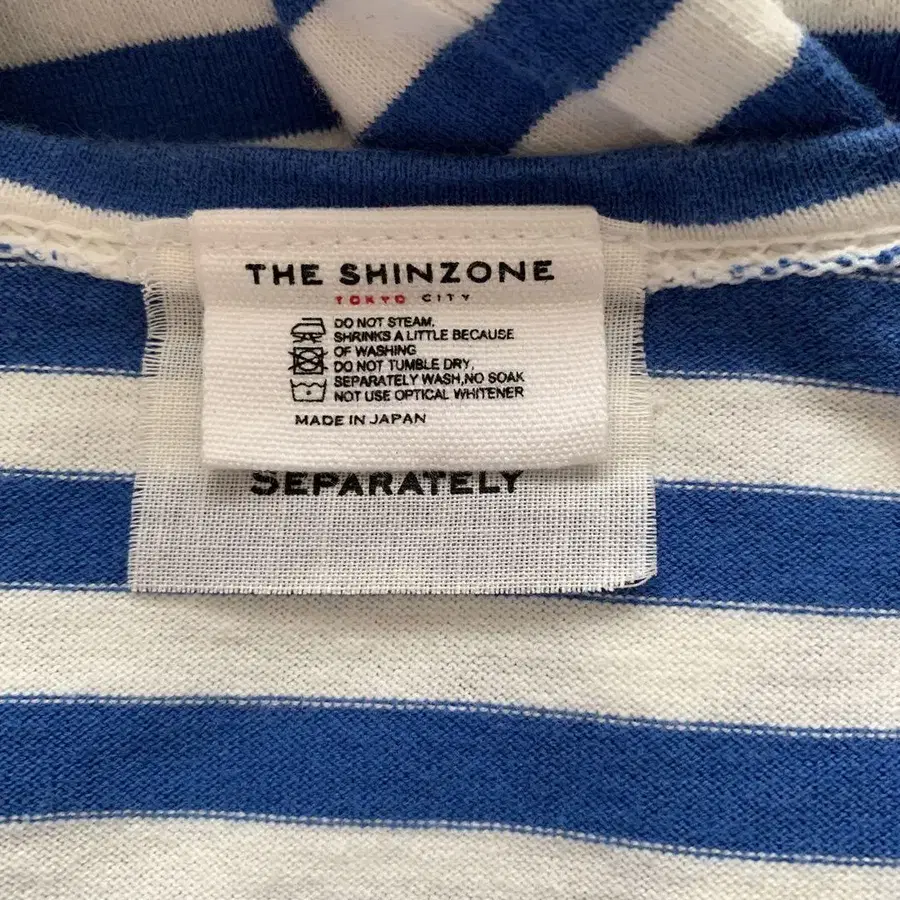 THE SHINZONE
TOKYO CITY
DO NOT STEAM.
SHRINKS A LITTLE BECAUSE
OF WASHING
DO NOT TUMBLE DRY,
SEPARATELY WASH,NO SOAK
NOT USE OPTICAL WHITENER
MADE IN JAPAN
SEPARATELY